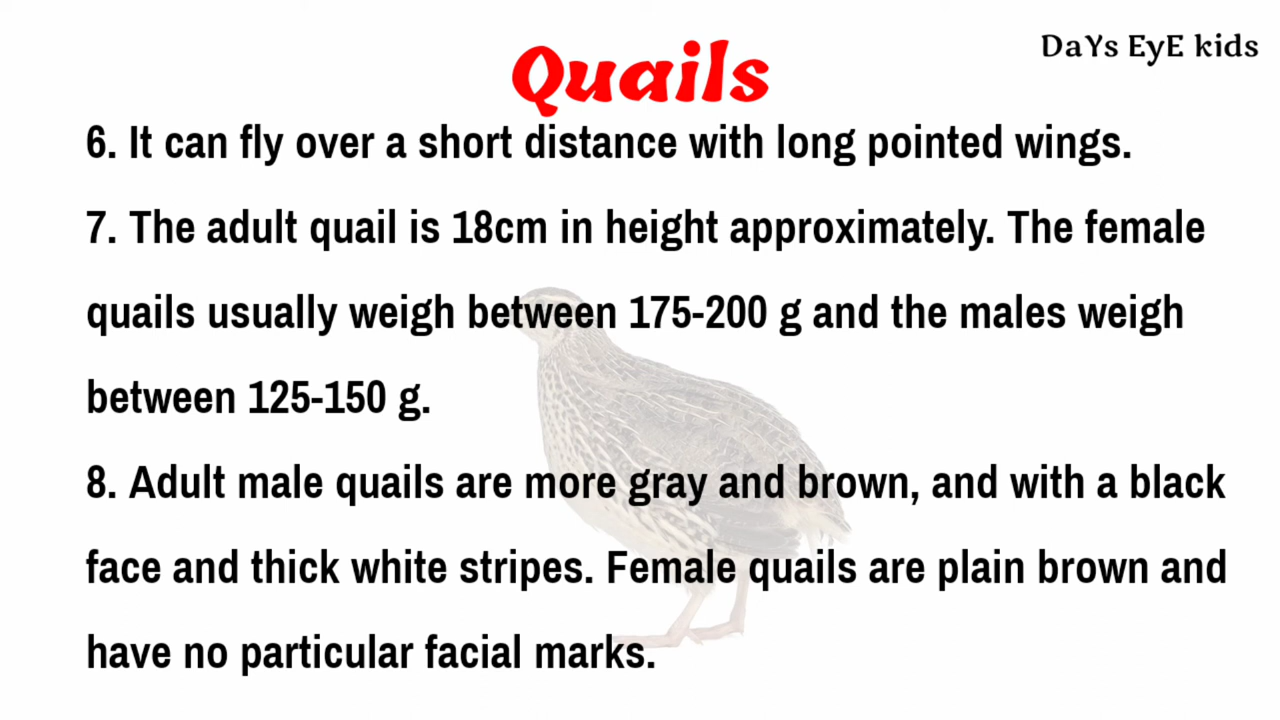 Quails
DaYs EyE kids
6. It can fly over a short distance with long pointed wings.
7. The adult quail is 18cm in height approximately. The female
quails usually weigh between 175-200 g and the males weigh
between 125-150 g.
8. Adult male quails are more gray and brown, and with a black
face and thick white stripes. Female quails are plain brown and
have no particular facial marks.